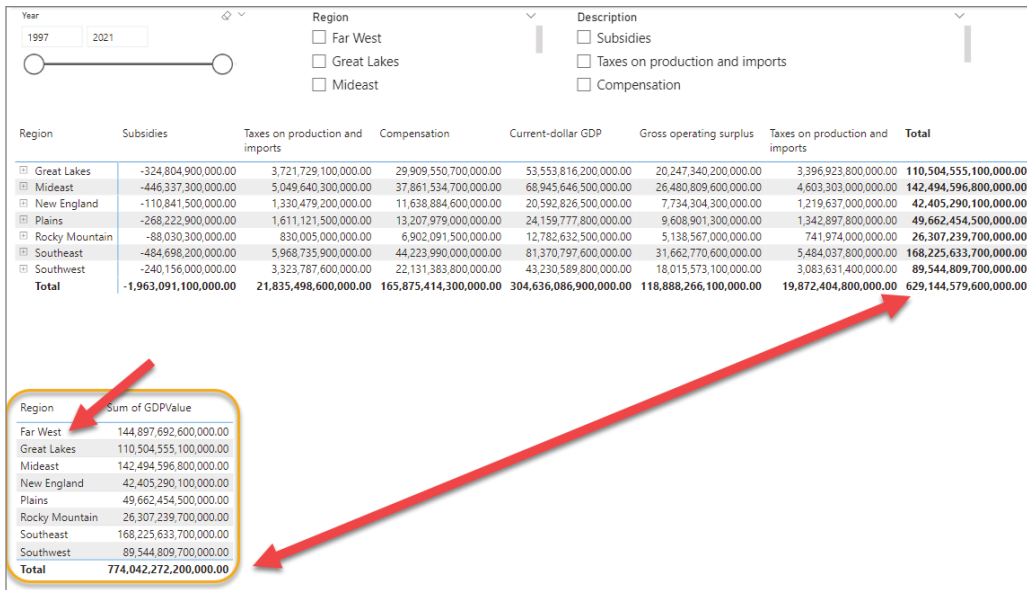 Year
1997 2021
Region
Far West
Great Lakes
Mideast
Description
Subsidies
Taxes on production and imports
Compensation
Region Subsidies Taxes on production and imports Compensation Current-dollar GDP Gross operating surplus Taxes on production and imports Total
Great Lakes -324,804,900,000.00 3,721,729,100,000.00 29,909,550,700,000.00 53,553,816,200,000.00 20,247,340,200,000.00 3,396,923,800,000.00 110,504,555,100,000.00
Mideast -446,337,300,000.00 5,049,640,300,000.00 37,861,534,700,000.00 68,945,646,500,000.00 26,480,809,600,000.00 4,603,303,000,000.00 142,494,596,800,000.00
New England -110,841,500,000.00 1,330,479,200,000.00 11,638,884,600,000.00 20,592,826,500,000.00 7,734,304,300,000.00 1,219,637,000,000.00 42,405,290,100,000.00
Plains -268,222,900,000.00 1,611,121,500,000.00 13,207,979,000,000.00 24,159,777,800,000.00 9,608,901,300,000.00 1,342,897,800,000.00 49,662,454,500,000.00
Rocky Mountain -88,030,300,000.00 830,005,000,000.00 6,902,091,500,000.00 12,782,632,500,000.00 5,138,567,000,000.00 741,974,000,000.00 26,307,239,700,000.00
Southeast -484,698,200,000.00 5,968,735,900,000.00 44,223,990,000,000.00 81,370,797,600,000.00 31,662,770,600,000.00 5,484,037,800,000.00 168,225,633,700,000.00
Southwest -240,156,000,000.00 3,323,787,600,000.00 22,131,383,800,000.00 43,230,589,800,000.00 18,015,573,100,000.00 3,083,631,400,000.00 89,544,809,700,000.00
Total -1,963,091,100,000.00 21,835,498,600,000.00 165,875,414,300,000.00 304,636,086,900,000.00 118,888,266,100,000.00 19,872,404,800,000.00 629,144,579,600,000.00
Region Sum of GDPValue
Far West 144,897,692,600,000.00
Great Lakes 110,504,555,100,000.00
Mideast 142,494,596,800,000.00
New England 42,405,290,100,000.00
Plains 49,662,454,500,000.00
Rocky Mountain 26,307,239,700,000.00
Southeast 168,225,633,700,000.00
Southwest 89,544,809,700,000.00
Total 774,042,272,200,000.00